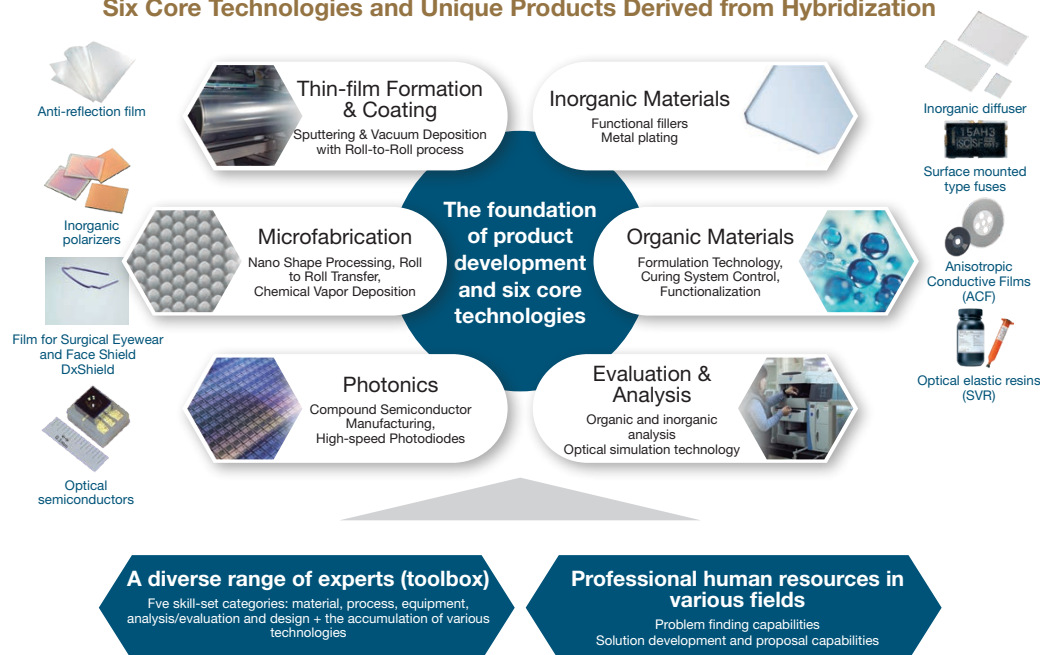 Six Core Technologies and Unique Products Derived from Hybridization
Anti-reflection film
Inorganic
polarizers
Film for Surgical Eyewear
and Face Shield
DxShield
Optical
semiconductors
Thin-film Formation
& Coating
Sputtering & Vacuum Deposition
with Roll-to-Roll process
Microfabrication
Nano Shape Processing, Roll
to Roll Transfer,
Chemical Vapor Deposition
Photonics
Compound Semiconductor
Manufacturing,
High-speed Photodiodes
The foundation
of product
development
and six core
technologies
Inorganic Materials
Functional fillers
Metal plating
Organic Materials
Formulation Technology,
Curing System Control,
Functionalization
Evaluation &
Analysis
Organic and inorganic
analysis
Optical simulation technology
Inorganic diffuser
15AH3
Surface mounted
type fuses
Anisotropic
Conductive Films
(ACF)
Optical elastic resins
(SVR)
A diverse range of experts (toolbox)
Fve skill-set categories: material, process, equipment,
analysis/evaluation and design + the accumulation of various
technologies
Professional human resources in
various fields
Problem finding capabilities
Solution development and proposal capabilities